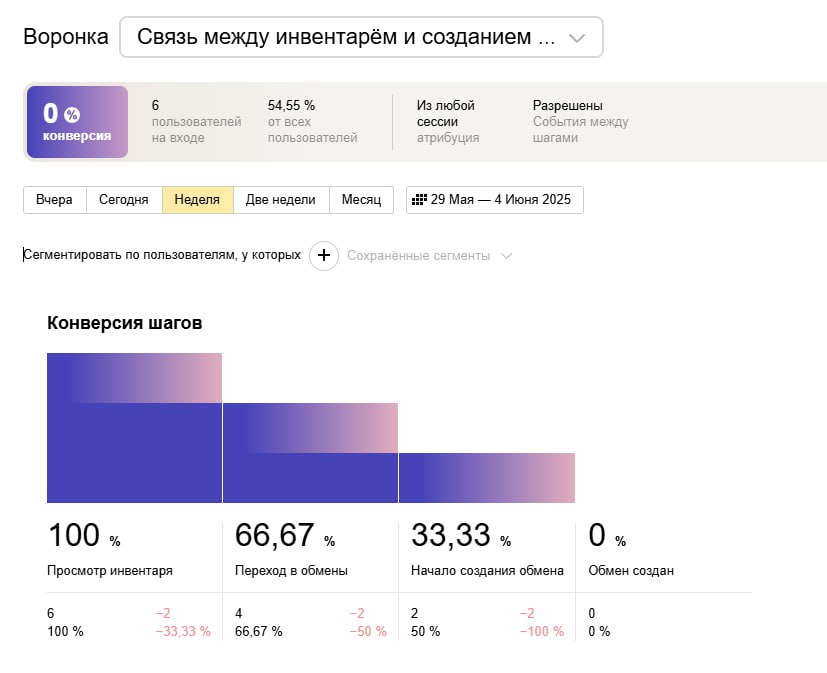 Воронка Связь между инвентарём и созданием ...
0 %
конверсия
6
пользователей
на входе
54,55 %
от всех
пользователей
Из любой
сессии
атрибуция
Разрешены
События между
шагами
Вчера Сегодня Неделя Две недели Месяц 29 Мая — 4 Июня 2025
Сегментировать по пользователям, у которых + Сохранённые сегменты
Конверсия шагов
100 % 66,67 % 33,33 % 0 %
Просмотр инвентаря Переход в обмены Начало создания обмена Обмен создан
6 −2 4 −2 2 −2 0
100 % −33,33 % 66,67 % −50 % 50 % −100 % 0 %